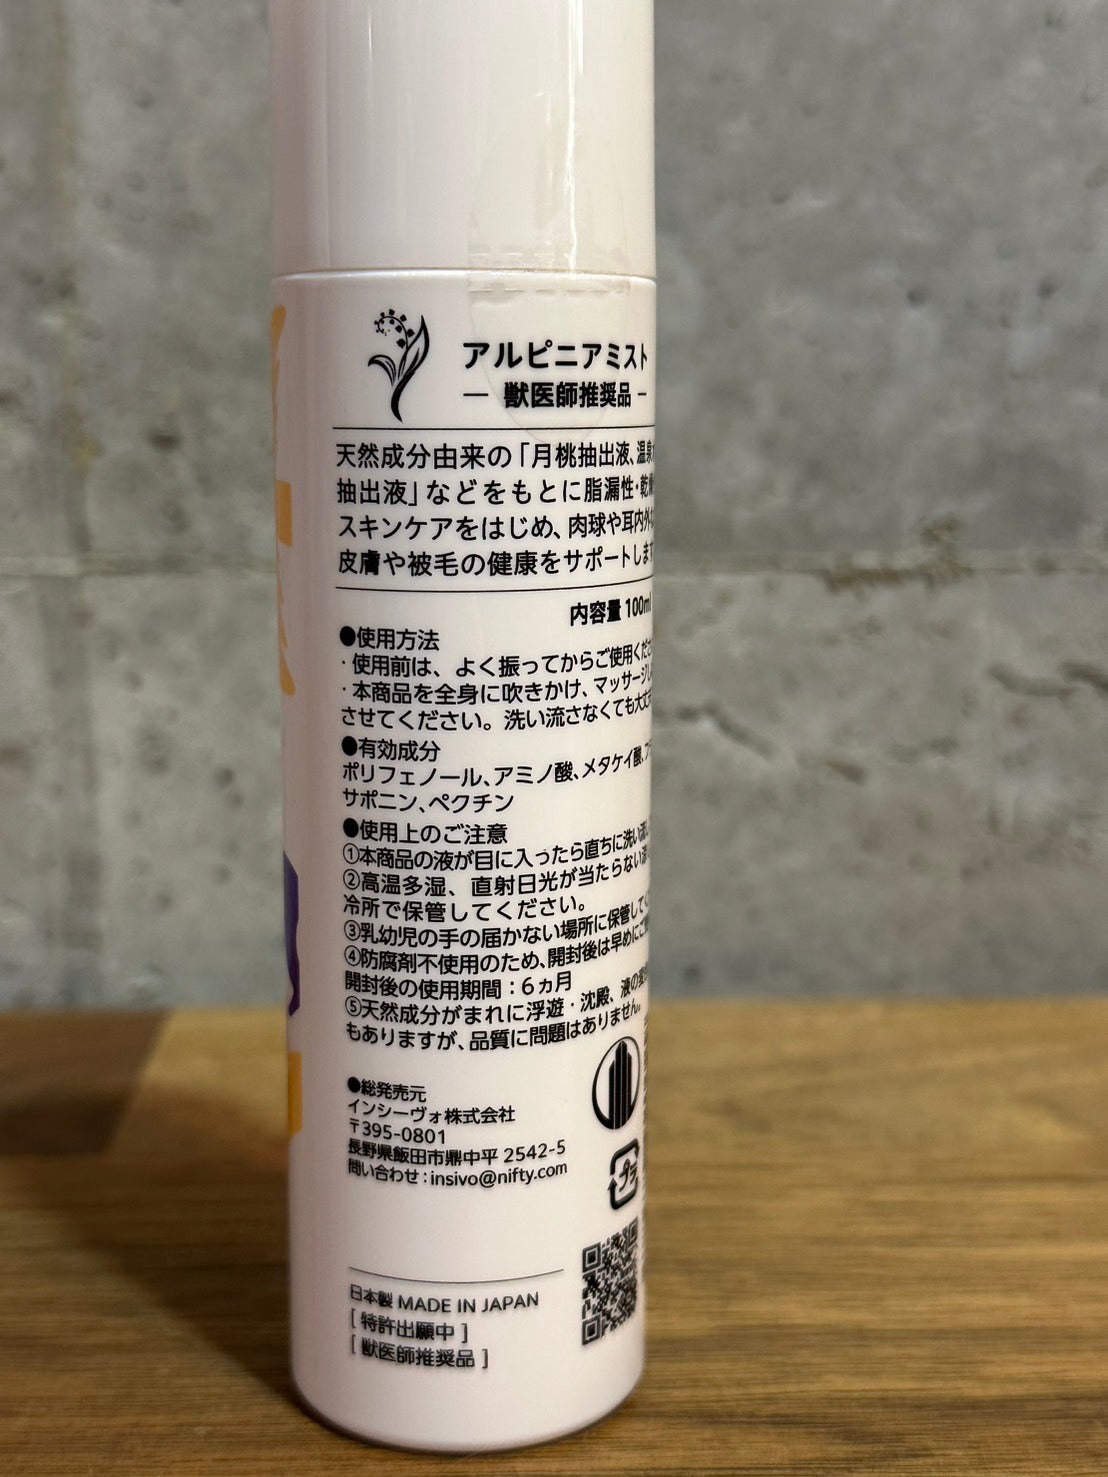 アルピニアミスト
― 獣医師推奨品 ―
天然成分由来の「月桃抽出液、温泉
抽出液」などをもとに脂漏性・乾燥
スキンケアをはじめ、肉球や耳内外
皮膚や被毛の健康をサポートします
内容量 100ml
●使用方法
・使用前は、よく振ってからご使用くださ
・本商品を全身に吹きかけ、マッサージし
させてください。洗い流さなくても大丈夫
●有効成分
ポリフェノール、アミノ酸、メタケイ酸、フ
サポニン、ペクチン
●使用上のご注意
①本商品の液が目に入ったら直ちに洗い流し
②高温多湿、直射日光が当たらない
冷所で保管してください。
③乳幼児の手の届かない場所に保管して
④防腐剤不使用のため、開封後は早めにご
開封後の使用期間：6ヵ月
⑤天然成分がまれに浮遊・沈殿、液の変
もありますが、品質に問題はありません。
●総発売元
インシーヴォ株式会社
〒395-0801
長野県飯田市鼎中平 2542-5
問い合わせ：insivo@nifty.com
プラ
日本製 MADE IN JAPAN
[ 特許出願中 ]
[ 獣医師推奨品 ]